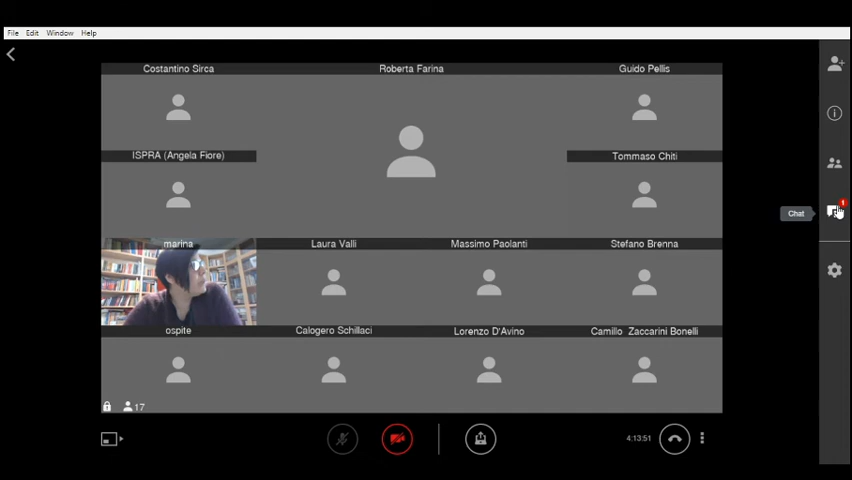 File Edit Window Help
Costantino Sirca
Roberta Farina
Guido Pellis
ISPRA (Angela Fiore)
Tommaso Chiti
Chat
1
marina
Laura Valli
Massimo Paolanti
Stefano Brenna
ospite
Calogero Schillaci
Lorenzo D'Avino
Camillo Zaccarini Bonelli
17
4:13:51